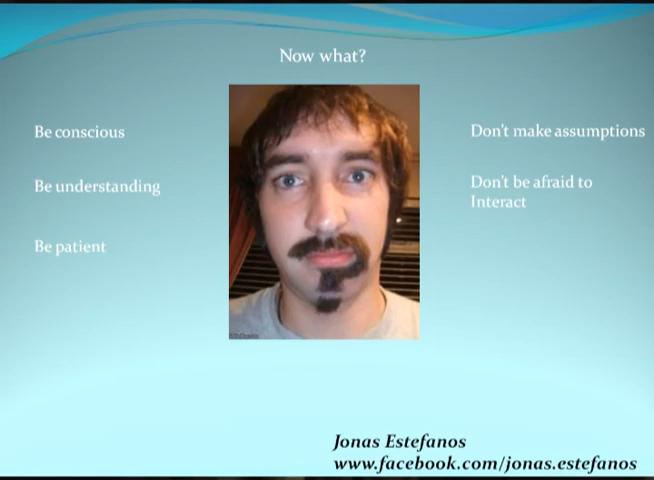 Now what?
Be conscious
Be understanding
Be patient
Don't make assumptions
Don't be afraid to
Interact
Jonas Estefanos
www.facebook.com/jonas.estefanos